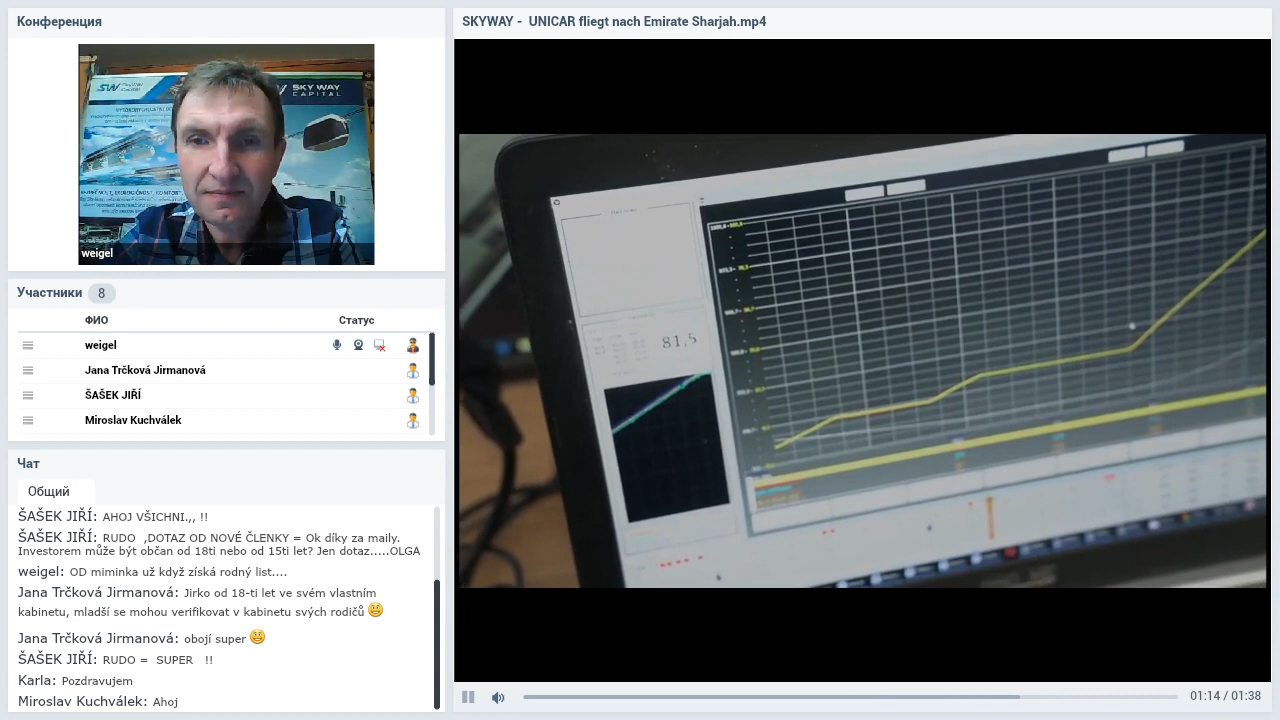 Конференция
SKYWAY - UNICAR fliegt nach Emirate Sharjah.mp4
SW SKYWAY CAPITAL
SKY WAY
CAPITAL
weigel
Участники 8
ФИО Статус
weigel
Jana Trčková Jirmanová
ŠAŠEK JIŘÍ
Miroslav Kuchválek
Чат
Общий
ŠAŠEK JIŘÍ: AHOJ VŠICHNI.,, !!
ŠAŠEK JIŘÍ: RUDO ,DOTAZ OD NOVÉ ČLENKY = Ok díky za maily.
Investorem může být občan od 18ti nebo od 15ti let? Jen dotaz.....OLGA
weigel: OD miminka už když získá rodný list....
Jana Trčková Jirmanová: Jirko od 18-ti let ve svém vlastním
kabinetu, mladší se mohou verifikovat v kabinetu svých rodičů
Jana Trčková Jirmanová: obojí super
ŠAŠEK JIŘÍ: RUDO = SUPER !!
Karla: Pozdravujem
Miroslav Kuchválek: Ahoj
81,5
01:14 / 01:38